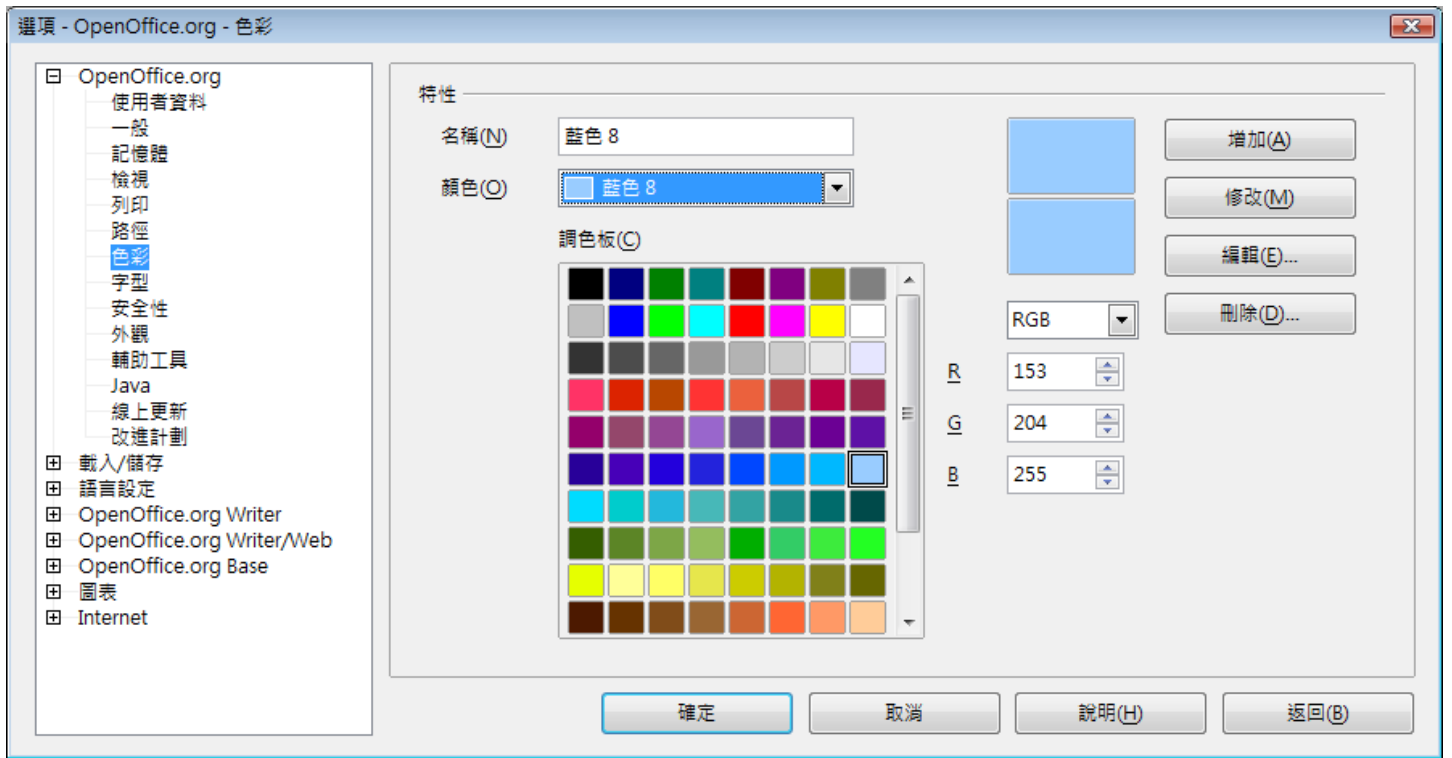 選項 - OpenOffice.org - 色彩
OpenOffice.org
使用者資料
一般
記憶體
檢視
列印
路徑
色彩
字型
安全性
外觀
輔助工具
Java
線上更新
改進計劃
載入/儲存
語言設定
OpenOffice.org Writer
OpenOffice.org Writer/Web
OpenOffice.org Base
圖表
Internet
特性
名稱(N) 藍色 8
顏色(O) 藍色 8
調色板(C)
RGB
R 153
G 204
B 255
增加(A)
修改(M)
編輯(E)...
刪除(D)...
確定 取消 說明(H) 返回(B)